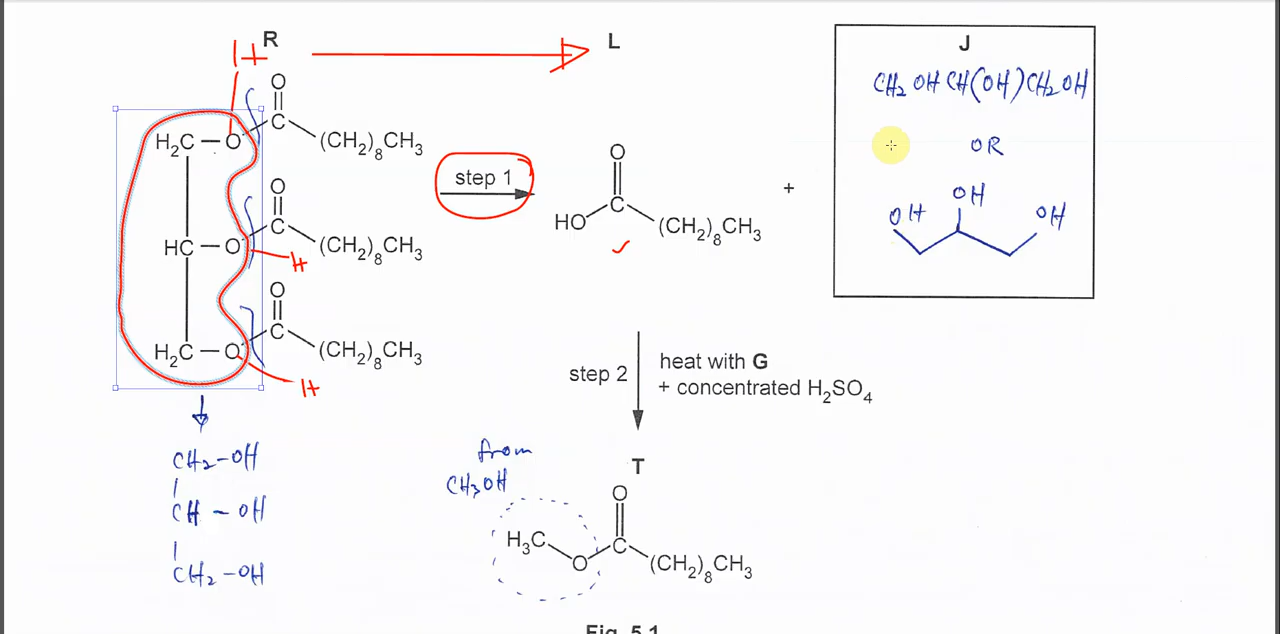 R
L
J
H
O
C
H₂C — O
(CH₂)₈CH₃
CH₂OHCH(OH)CH₂OH
OR
OH
OH
OH
step 1
O
HO
C
(CH₂)₈CH₃
+
O
C
HC — O
(CH₂)₈CH₃
H
O
C
H₂C — O
(CH₂)₈CH₃
H
step 2
heat with G
+ concentrated H₂SO₄
CH₂-OH
CH - OH
CH₂-OH
from
CH₃OH
T
O
H₃C
O
C
(CH₂)₈CH₃
Fig. 5.1